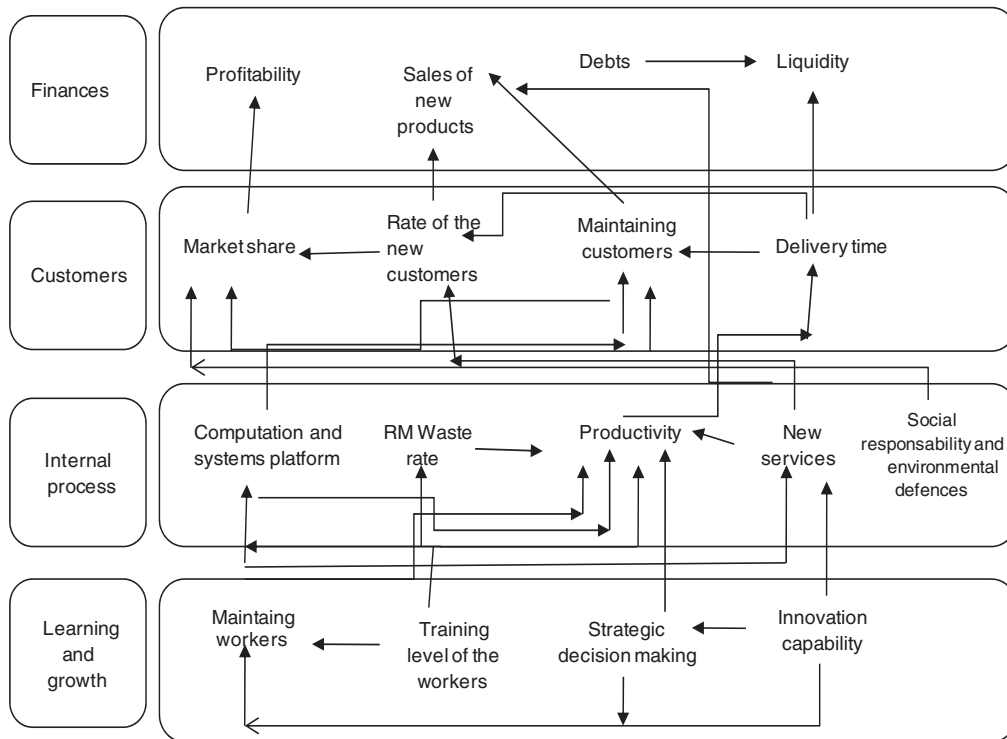 Finances
Profitability
Sales of
new
products
Debts
Liquidity
Customers
Market share
Rate of the
new
customers
Maintaining
customers
Delivery time
Internal
process
Computation and
systems platform
RM Waste
rate
Productivity
New
services
Social
responsability and
environmental
defences
Learning
and
growth
Maintaing
workers
Training
level of the
workers
Strategic
decision making
Innovation
capability